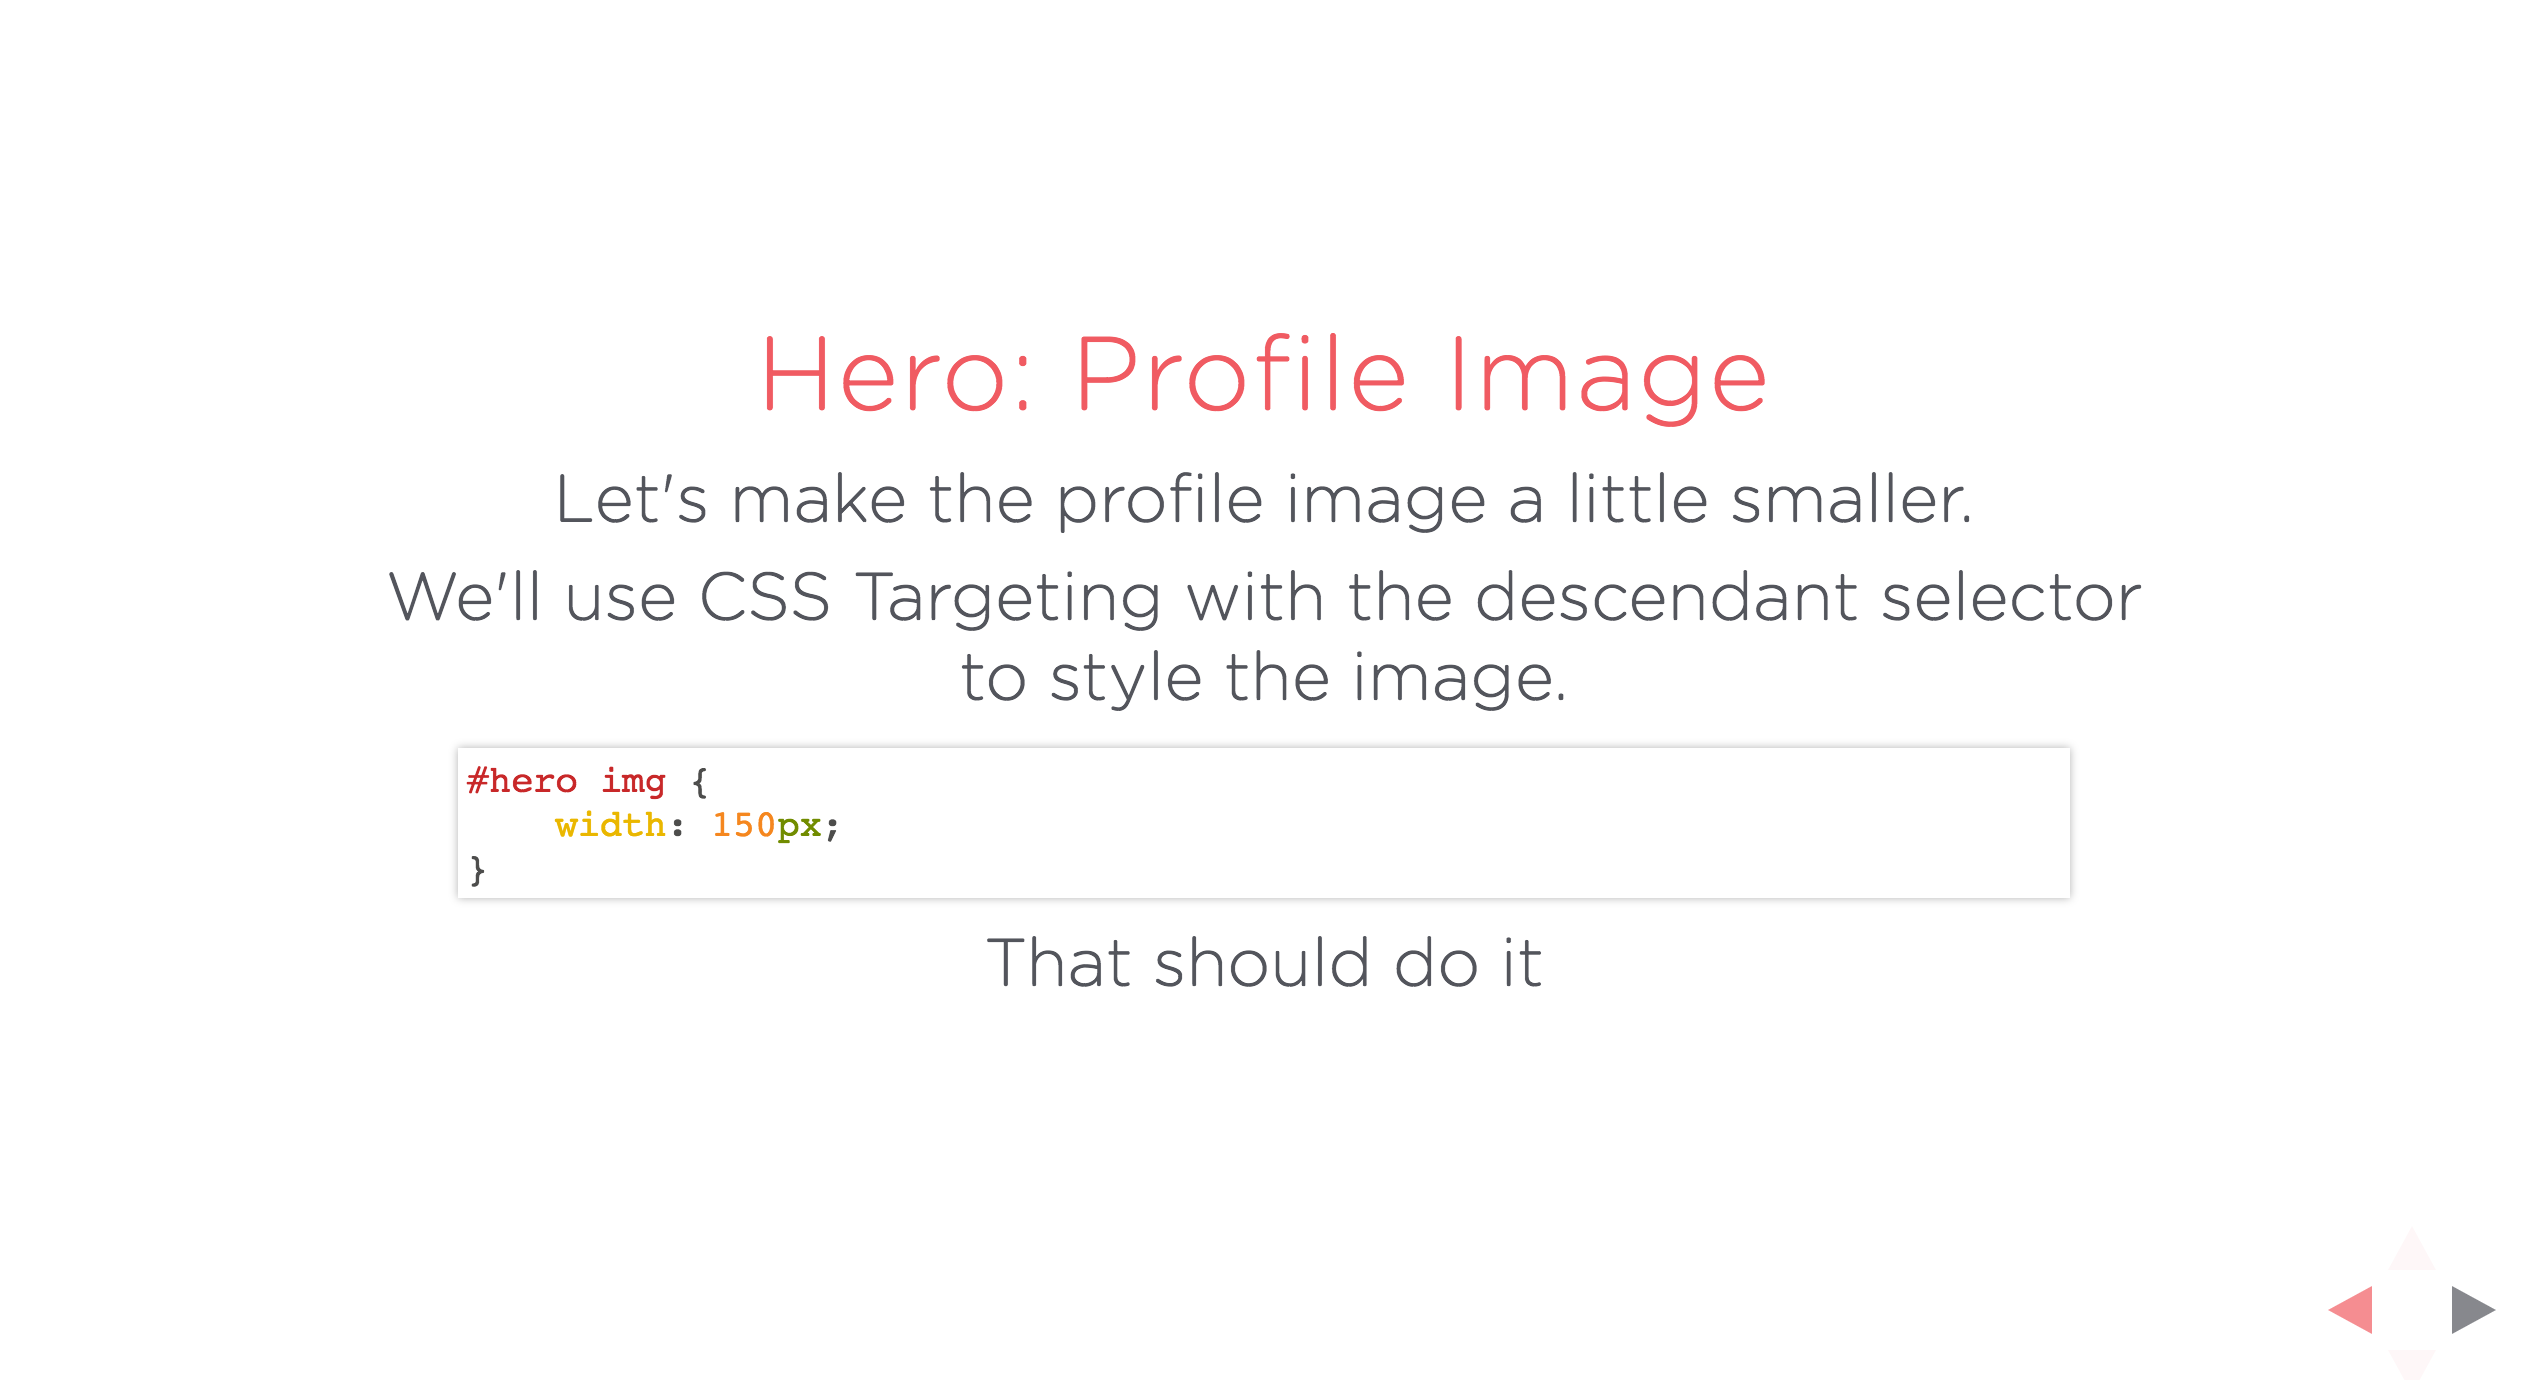 Hero: Profile Image
Let's make the profile image a little smaller.
We'll use CSS Targeting with the descendant selector
to style the image.
#hero img {
    width: 150px;
}
That should do it